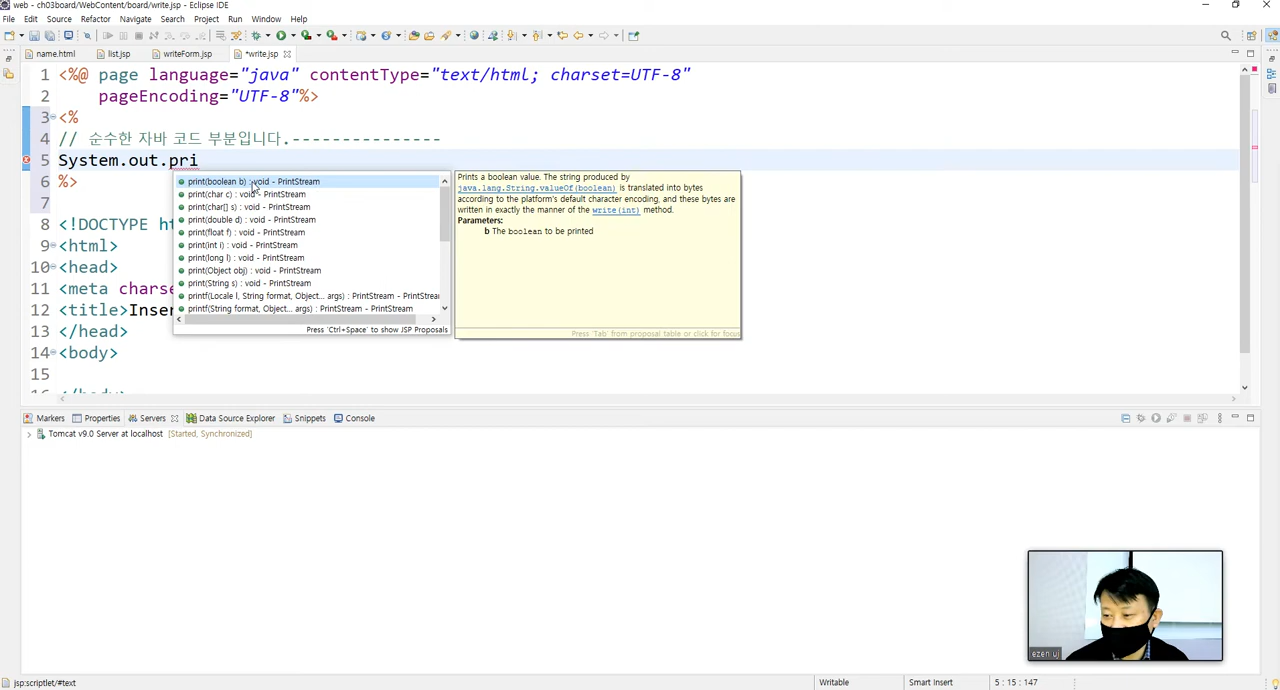 web - ch03board/WebContent/board/write.jsp - Eclipse IDE
File Edit Source Refactor Navigate Search Project Run Window Help
name.html list.jsp writeForm.jsp *write.jsp
1 <%@ page language="java" contentType="text/html; charset=UTF-8"
2 pageEncoding="UTF-8"%>
3 <%
4 // 순수한 자바 코드 부분입니다.---------------
5 System.out.pri
6 %>
7
8 <!DOCTYPE ht
9 <html>
10 <head>
11 <meta charse
12 <title>Inser
13 </head>
14 <body>
15
print(boolean b) : void - PrintStream
print(char c) : void - PrintStream
print(char[] s) : void - PrintStream
print(double d) : void - PrintStream
print(float f) : void - PrintStream
print(int i) : void - PrintStream
print(long l) : void - PrintStream
print(Object obj) : void - PrintStream
print(String s) : void - PrintStream
printf(Locale l, String format, Object... args) : PrintStream - PrintStrea
printf(String format, Object... args) : PrintStream - PrintStream
Press 'Ctrl+Space' to show JSP Proposals
Prints a boolean value. The string produced by
java.lang.String.valueOf(boolean) is translated into bytes
according to the platform's default character encoding, and these bytes are
written in exactly the manner of the write(int) method.
Parameters:
b The boolean to be printed
Press 'Tab' from proposal table or click for focus
Markers Properties Servers Data Source Explorer Snippets Console
Tomcat v9.0 Server at localhost [Started, Synchronized]
ezen uj
jsp:scriptlet/#text Writable Smart Insert 5 : 15 : 147